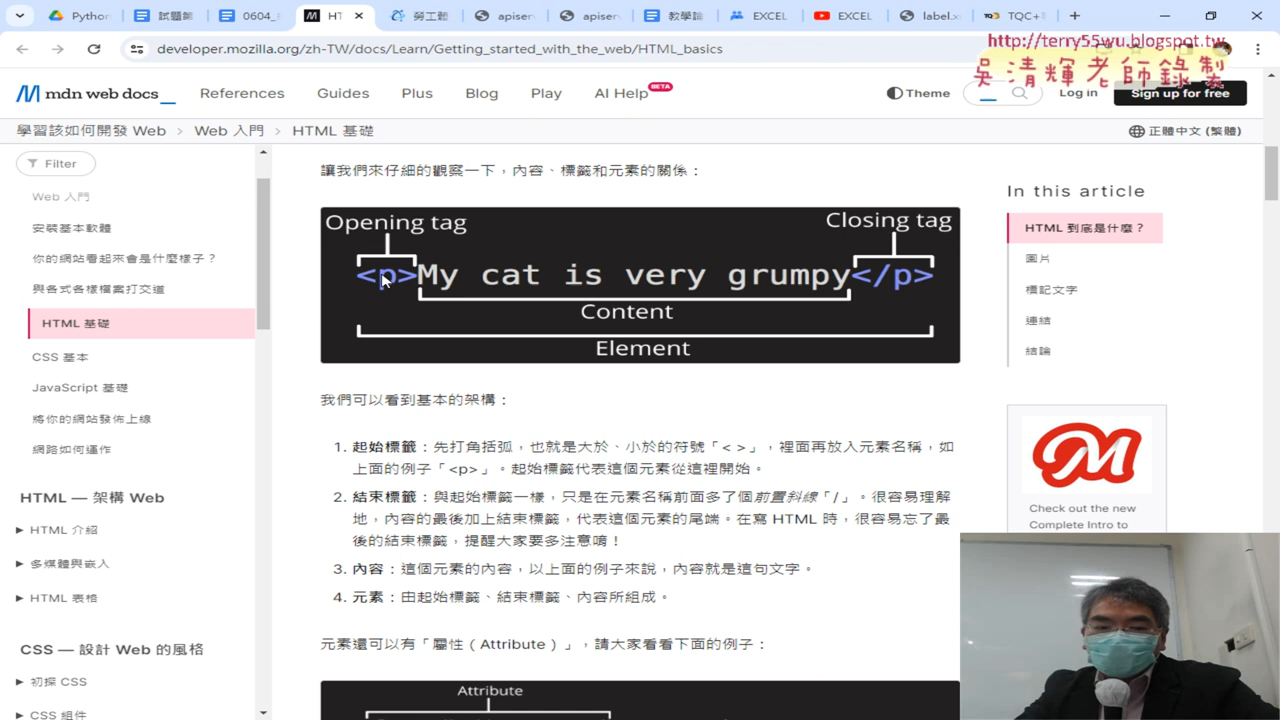 Python
試題第
0604_
HT
勞工體
apiser
apiser
教學論
EXCEL
EXCEL
label.x
TQC+
developer.mozilla.org/zh-TW/docs/Learn/Getting_started_with_the_web/HTML_basics
http://terry55wu.blogspot.tw
吳清輝老師錄製
mdn web docs
References
Guides
Plus
Blog
Play
AI Help BETA
Theme
Log in
Sign up for free
學習該如何開發 Web > Web 入門 > HTML 基礎
正體中文 (繁體)
Filter
Web 入門
安裝基本軟體
你的網站看起來會是什麼樣子？
與各式各樣檔案打交道
HTML 基礎
CSS 基本
JavaScript 基礎
將你的網站發佈上線
網路如何運作
HTML — 架構 Web
HTML 介紹
多媒體與嵌入
HTML 表格
CSS — 設計 Web 的風格
初探 CSS
CSS 組件
讓我們來仔細的觀察一下，內容、標籤和元素的關係：
Opening tag
Closing tag
<p>My cat is very grumpy</p>
Content
Element
我們可以看到基本的架構：
1. 起始標籤：先打角括弧，也就是大於、小於的符號「< >」，裡面再放入元素名稱，如
上面的例子「<p>」。起始標籤代表這個元素從這裡開始。
2. 結束標籤：與起始標籤一樣，只是在元素名稱前面多了個前置斜線「/」。很容易理解
地，內容的最後加上結束標籤，代表這個元素的尾端。在寫 HTML 時，很容易忘了最
後的結束標籤，提醒大家要多注意唷！
3. 內容：這個元素的內容，以上面的例子來說，內容就是這句文字。
4. 元素：由起始標籤、結束標籤、內容所組成。
元素還可以有「屬性（Attribute）」，請大家看看下面的例子：
Attribute
In this article
HTML 到底是什麼？
圖片
標記文字
連結
結論
Check out the new
Complete Intro to